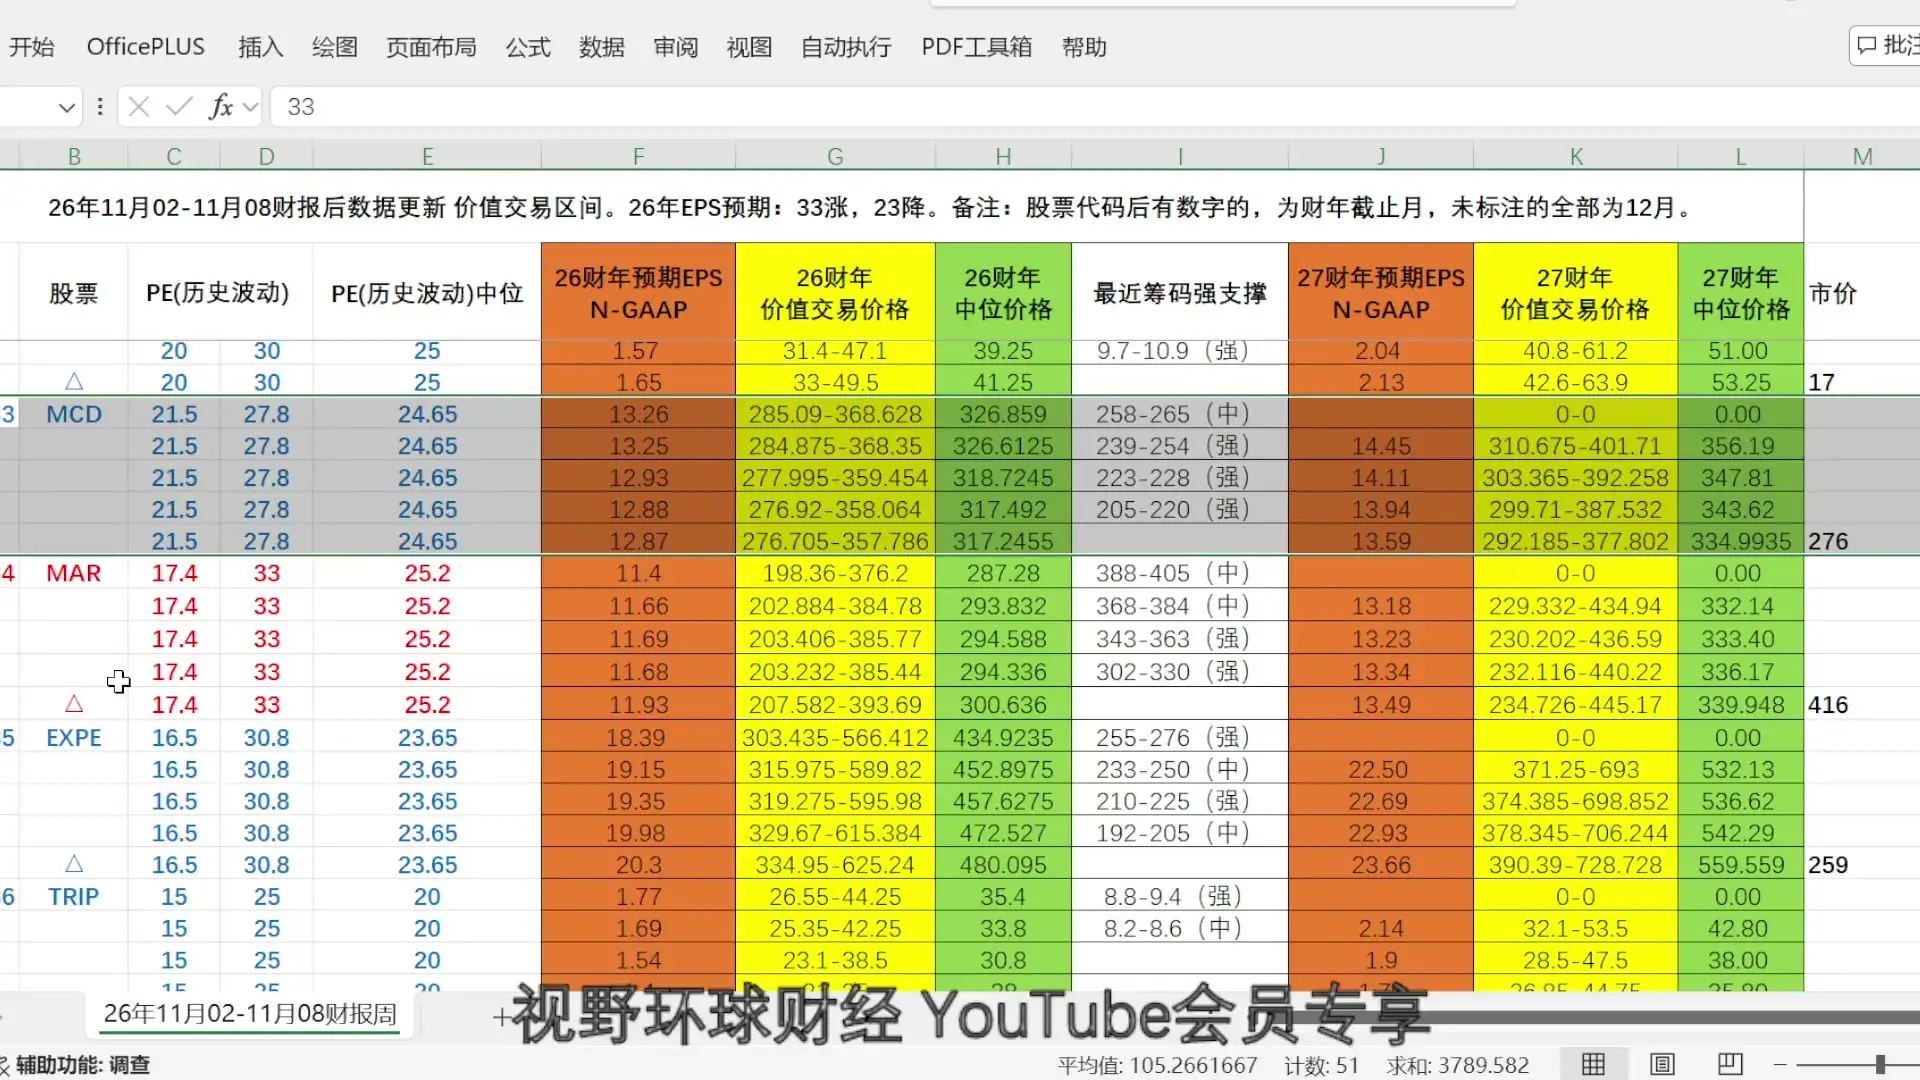 开始 OfficePLUS 插入 绘图 页面布局 公式 数据 审阅 视图 自动执行 PDF工具箱 帮助 批注
fx 33
B C D E F G H I J K L M
26年11月02-11月08财报后数据更新 价值交易区间。26年EPS预期：33涨，23降。备注：股票代码后有数字的，为财年截止月，未标注的全部为12月。
股票 PE(历史波动) PE(历史波动)中位 26财年预期EPS N-GAAP 26财年 价值交易价格 26财年 中位价格 最近筹码强支撑 27财年预期EPS N-GAAP 27财年 价值交易价格 27财年 中位价格 市价
20 30 25 1.57 31.4-47.1 39.25 9.7-10.9（强） 2.04 40.8-61.2 51.00
△ 20 30 25 1.65 33-49.5 41.25 2.13 42.6-63.9 53.25 17
3 MCD 21.5 27.8 24.65 13.26 285.09-368.628 326.859 258-265（中） 0-0 0.00
21.5 27.8 24.65 13.25 284.875-368.35 326.6125 239-254（强） 14.45 310.675-401.71 356.19
21.5 27.8 24.65 12.93 277.995-359.454 318.7245 223-228（强） 14.11 303.365-392.258 347.81
21.5 27.8 24.65 12.88 276.92-358.064 317.492 205-220（强） 13.94 299.71-387.532 343.62
21.5 27.8 24.65 12.87 276.705-357.786 317.2455 13.59 292.185-377.802 334.9935 276
4 MAR 17.4 33 25.2 11.4 198.36-376.2 287.28 388-405（中） 0-0 0.00
17.4 33 25.2 11.66 202.884-384.78 293.832 368-384（中） 13.18 229.332-434.94 332.14
17.4 33 25.2 11.69 203.406-385.77 294.588 343-363（强） 13.23 230.202-436.59 333.40
17.4 33 25.2 11.68 203.232-385.44 294.336 302-330（强） 13.34 232.116-440.22 336.17
△ 17.4 33 25.2 11.93 207.582-393.69 300.636 13.49 234.726-445.17 339.948 416
5 EXPE 16.5 30.8 23.65 18.39 303.435-566.412 434.9235 255-276（强） 0-0 0.00
16.5 30.8 23.65 19.15 315.975-589.82 452.8975 233-250（中） 22.50 371.25-693 532.13
16.5 30.8 23.65 19.35 319.275-595.98 457.6275 210-225（强） 22.69 374.385-698.852 536.62
16.5 30.8 23.65 19.98 329.67-615.384 472.527 192-205（中） 22.93 378.345-706.244 542.29
△ 16.5 30.8 23.65 20.3 334.95-625.24 480.095 23.66 390.39-728.728 559.559 259
6 TRIP 15 25 20 1.77 26.55-44.25 35.4 8.8-9.4（强） 0-0 0.00
15 25 20 1.69 25.35-42.25 33.8 8.2-8.6（中） 2.14 32.1-53.5 42.80
15 25 20 1.54 23.1-38.5 30.8 1.9 28.5-47.5 38.00
15 25 20
26年11月02-11月08财报周
视野环球财经 YouTube会员专享
辅助功能: 调查 平均值: 105.2661667 计数: 51 求和: 3789.582